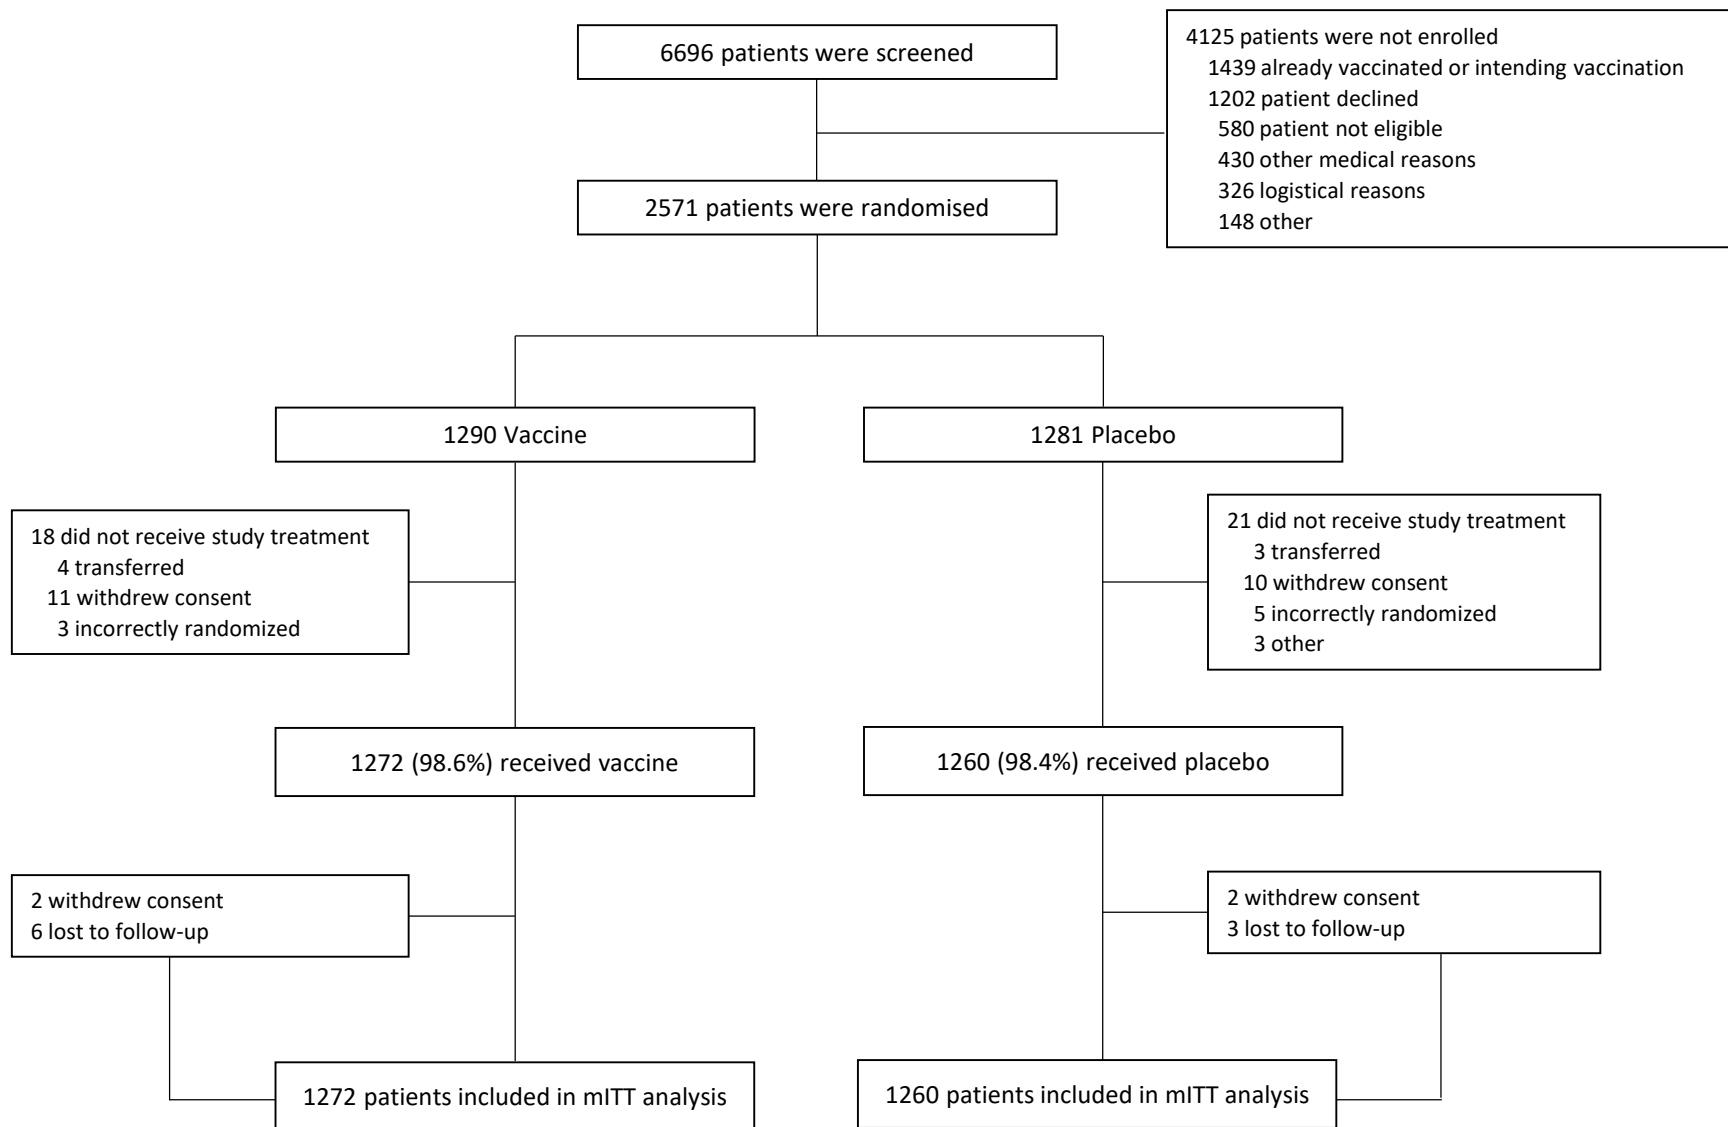 6696 patients were screened
4125 patients were not enrolled
1439 already vaccinated or intending vaccination
1202 patient declined
580 patient not eligible
430 other medical reasons
326 logistical reasons
148 other
2571 patients were randomised
1290 Vaccine
1281 Placebo
18 did not receive study treatment
4 transferred
11 withdrew consent
3 incorrectly randomized
21 did not receive study treatment
3 transferred
10 withdrew consent
5 incorrectly randomized
3 other
1272 (98.6%) received vaccine
1260 (98.4%) received placebo
2 withdrew consent
6 lost to follow-up
2 withdrew consent
3 lost to follow-up
1272 patients included in mITT analysis
1260 patients included in mITT analysis